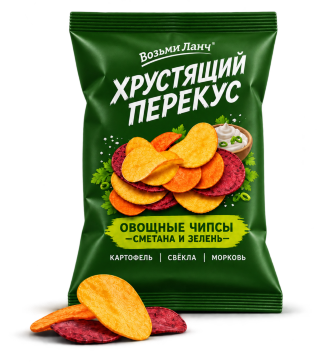 Возьми Ланч®
ХРУСТЯЩИЙ
ПЕРЕКУС
ОВОЩНЫЕ ЧИПСЫ
—СМЕТАНА И ЗЕЛЕНЬ—
КАРТОФЕЛЬ | СВЁКЛА | МОРКОВЬ